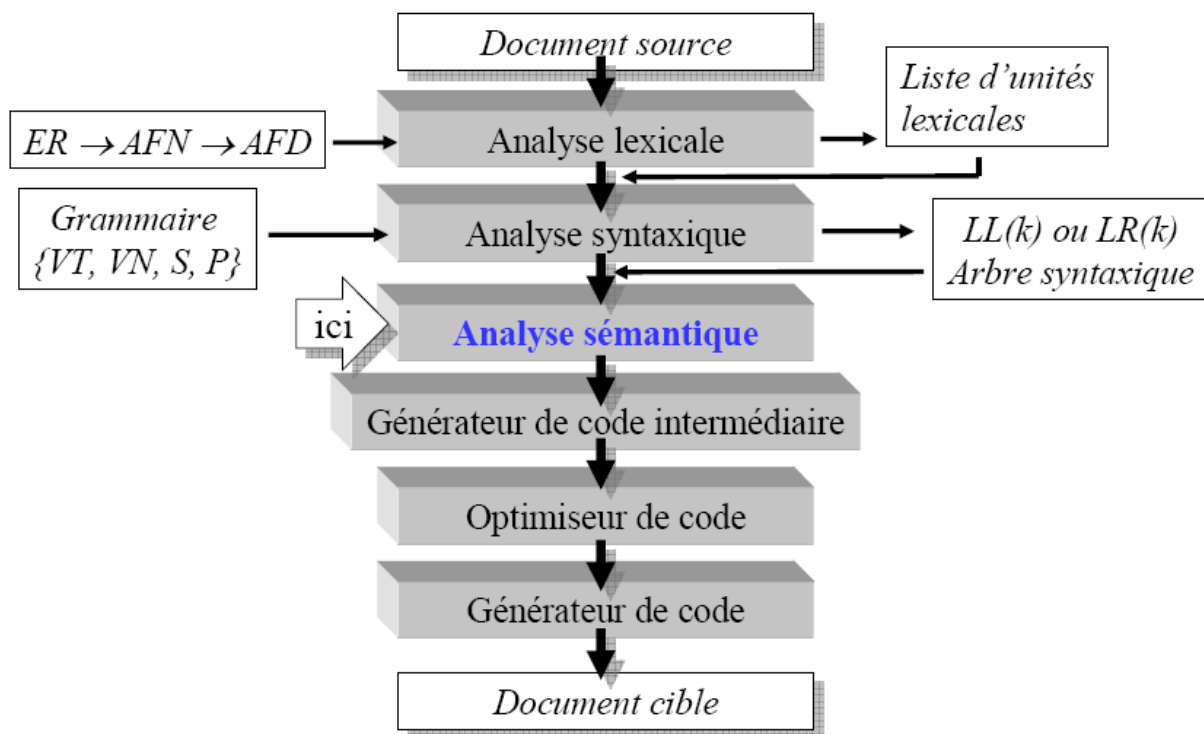 Document source
Liste d'unités
lexicales
ER → AFN → AFD
Analyse lexicale
Grammaire
{VT, VN, S, P}
Analyse syntaxique
LL(k) ou LR(k)
Arbre syntaxique
ici
Analyse sémantique
Générateur de code intermédiaire
Optimiseur de code
Générateur de code
Document cible